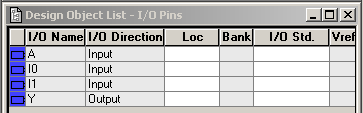 Design Object List - I/O Pins
I/O Name I/O Direction Loc Bank I/O Std. Vref
A Input
I0 Input
I1 Input
Y Output